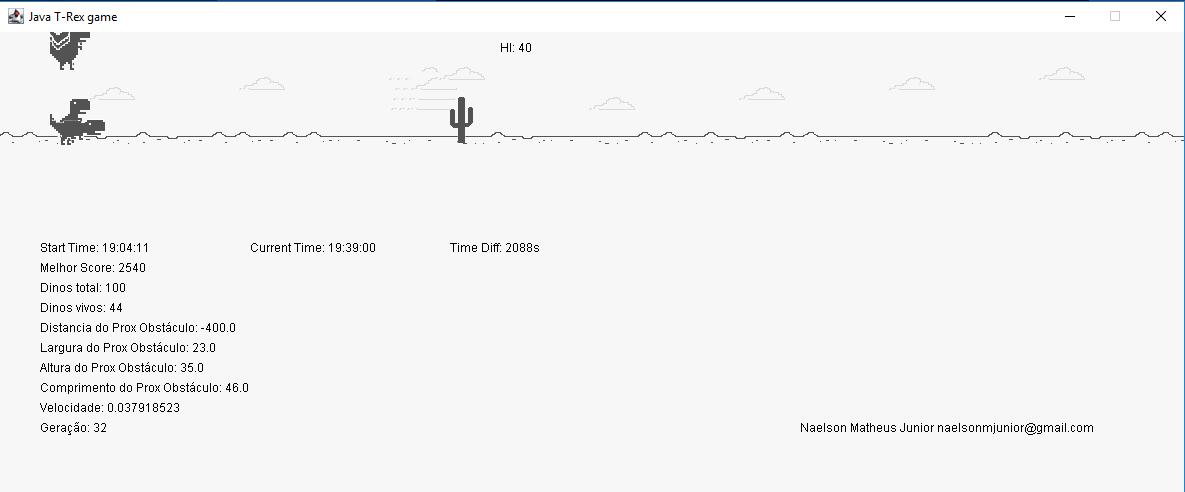 Java T-Rex game
HI: 40
Start Time: 19:04:11 Current Time: 19:39:00 Time Diff: 2088s
Melhor Score: 2540
Dinos total: 100
Dinos vivos: 44
Distancia do Prox Obstáculo: -400.0
Largura do Prox Obstáculo: 23.0
Altura do Prox Obstáculo: 35.0
Comprimento do Prox Obstáculo: 46.0
Velocidade: 0.037918523
Geração: 32 Naelson Matheus Junior naelsonmjunior@gmail.com